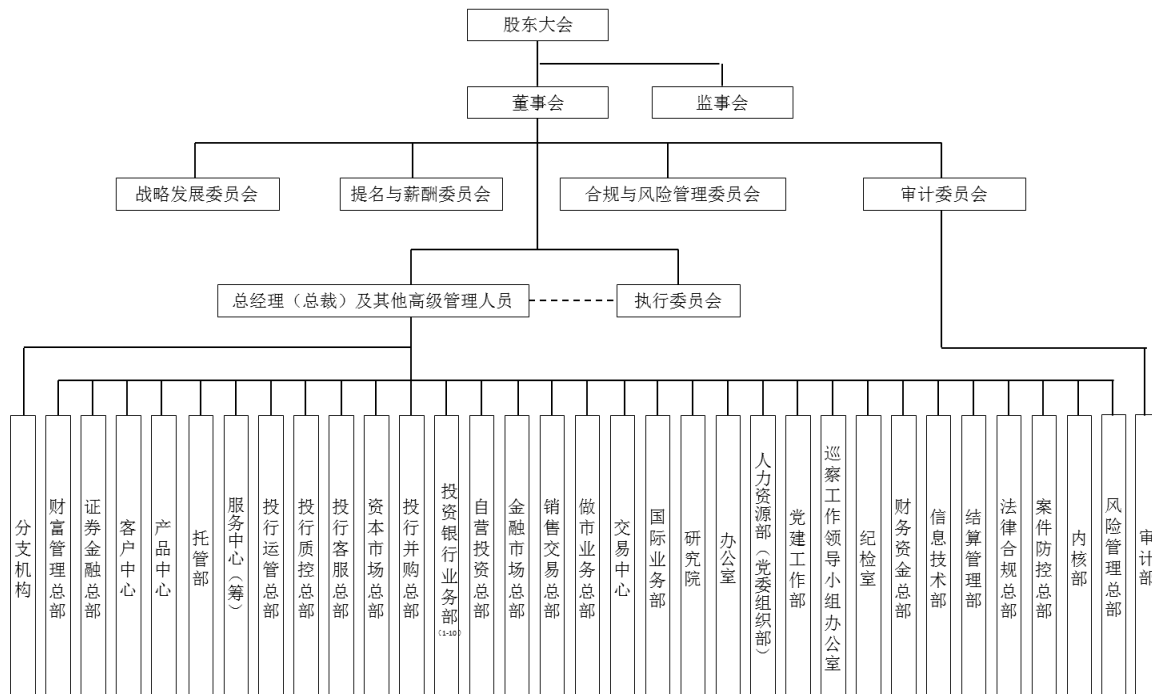 股东大会
董事会
监事会
战略发展委员会
提名与薪酬委员会
合规与风险管理委员会
审计委员会
总经理（总裁）及其他高级管理人员
执行委员会
分支机构
财富管理总部
证券金融总部
客户中心
产品中心
托管部
服务中心（筹）
投行运管总部
投行质控总部
投行客服总部
资本市场总部
投行并购总部
投资银行业务部
（1-10）
自营投资总部
金融市场总部
销售交易总部
做市业务总部
交易中心
国际业务部
研究院
办公室
人力资源部（党委组织部）
党建工作部
巡察工作领导小组办公室
纪检室
财务资金总部
信息技术部
结算管理部
法律合规总部
案件防控总部
内核部
风险管理总部
审计部